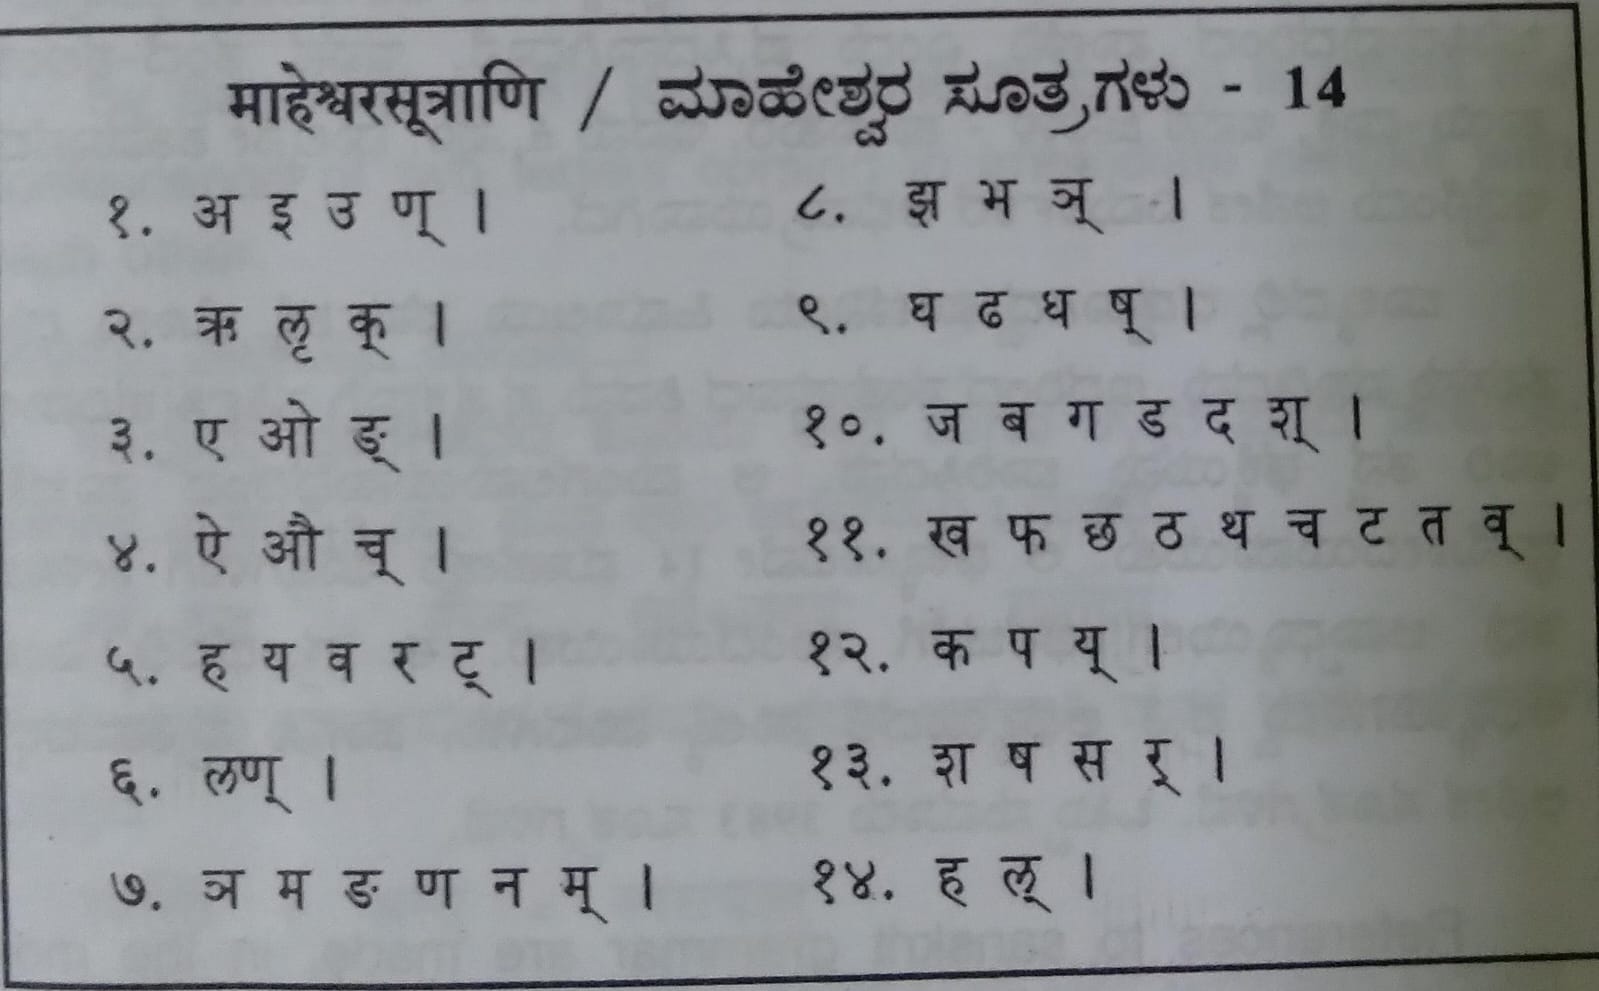 माहेश्वरसूत्राणि / ಮಾಹೇಶ್ವರ ಸೂತ್ರಗಳು - 14
१. अ इ उ ण् ।
२. ऋ लृ क् ।
३. ए ओ ङ् ।
४. ऐ औ च् ।
५. ह य व र ट् ।
६. लण् ।
७. ञ म ङ ण न म् ।
८. झ भ ञ् ।
९. घ ढ ध ष् ।
१०. ज ब ग ड द श् ।
११. ख फ छ ठ थ च ट त व् ।
१२. क प य् ।
१३. श ष स र् ।
१४. ह ल् ।